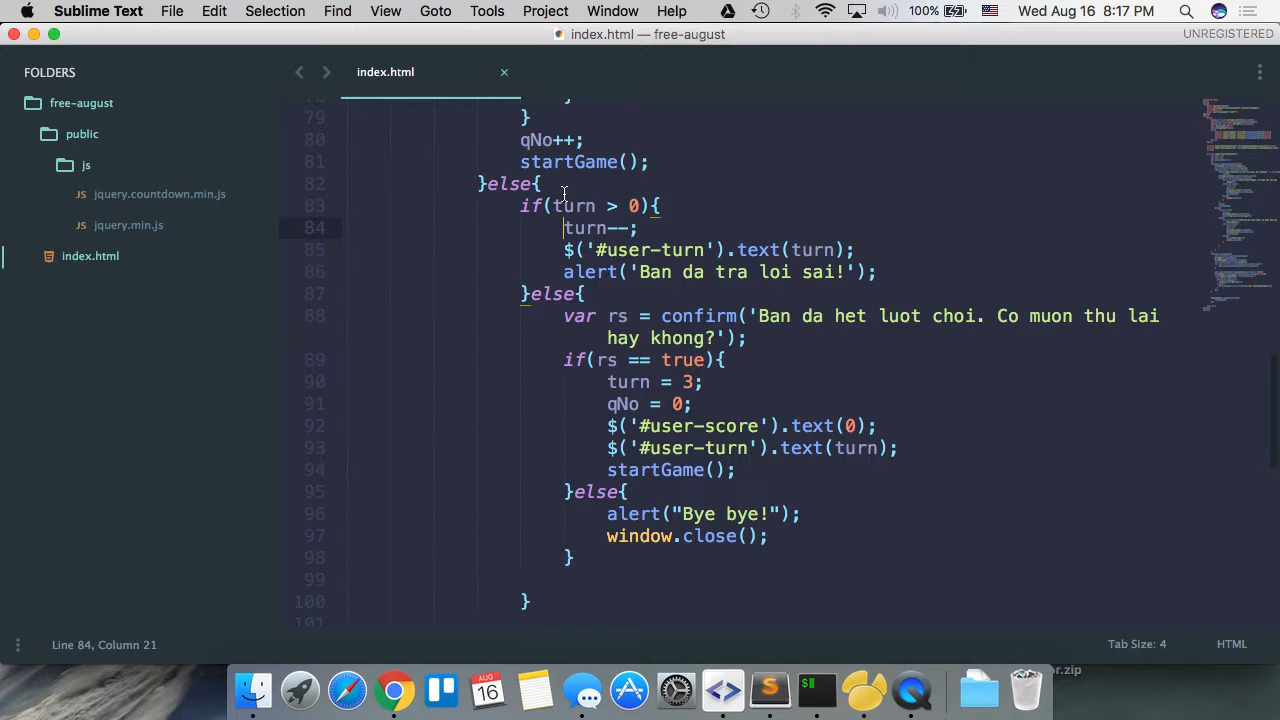 Sublime Text File Edit Selection Find View Goto Tools Project Window Help 100% Wed Aug 16 8:17 PM
index.html — free-august UNREGISTERED
FOLDERS
free-august
public
js
JS jquery.countdown.min.js
JS jquery.min.js
index.html
index.html ×
79 }
80 qNo++;
81 startGame();
82 }else{
83 if(turn > 0){
84 turn--;
85 $('#user-turn').text(turn);
86 alert('Ban da tra loi sai!');
87 }else{
88 var rs = confirm('Ban da het luot choi. Co muon thu lai
hay khong?');
89 if(rs == true){
90 turn = 3;
91 qNo = 0;
92 $('#user-score').text(0);
93 $('#user-turn').text(turn);
94 startGame();
95 }else{
96 alert("Bye bye!");
97 window.close();
98 }
99
100 }
101
Line 84, Column 21 Tab Size: 4 HTML
or.zip
AUG
16